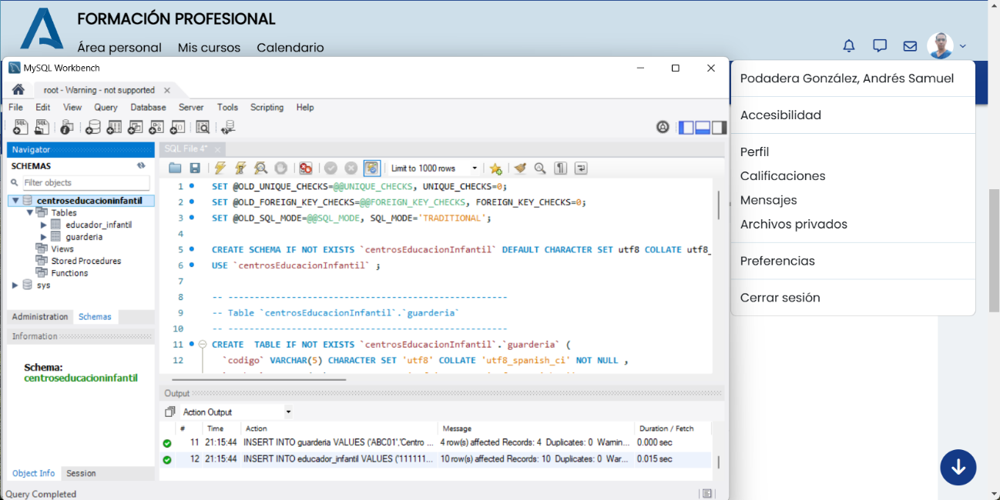 FORMACIÓN PROFESIONAL
Área personal Mis cursos Calendario
MySQL Workbench
root - Warning - not supported
File Edit View Query Database Server Tools Scripting Help
Navigator
SCHEMAS
Filter objects
centroseducacioninfantil
Tables
educador_infantil
guarderia
Views
Stored Procedures
Functions
sys
Administration Schemas
Information
Schema:
centroseducacioninfantil
Object Info Session
Query Completed
SQL File 4*
Limit to 1000 rows
1 SET @OLD_UNIQUE_CHECKS=@@UNIQUE_CHECKS, UNIQUE_CHECKS=0;
2 SET @OLD_FOREIGN_KEY_CHECKS=@@FOREIGN_KEY_CHECKS, FOREIGN_KEY_CHECKS=0;
3 SET @OLD_SQL_MODE=@@SQL_MODE, SQL_MODE='TRADITIONAL';
4
5 CREATE SCHEMA IF NOT EXISTS `centrosEducacionInfantil` DEFAULT CHARACTER SET utf8 COLLATE utf8_
6 USE `centrosEducacionInfantil` ;
7
8 -- -----------------------------------------------------
9 -- Table `centrosEducacionInfantil`.`guarderia`
10 -- -----------------------------------------------------
11 CREATE  TABLE IF NOT EXISTS `centrosEducacionInfantil`.`guarderia` (
12 `codigo` VARCHAR(5) CHARACTER SET 'utf8' COLLATE 'utf8_spanish_ci' NOT NULL ,
Output
Action Output
# Time Action Message Duration / Fetch
11 21:15:44 INSERT INTO guarderia VALUES ('ABC01','Centro ... 4 row(s) affected Records: 4  Duplicates: 0  Warnin... 0.000 sec
12 21:15:44 INSERT INTO educador_infantil VALUES ('111111... 10 row(s) affected Records: 10  Duplicates: 0  War... 0.015 sec
Podadera González, Andrés Samuel
Accesibilidad
Perfil
Calificaciones
Mensajes
Archivos privados
Preferencias
Cerrar sesión